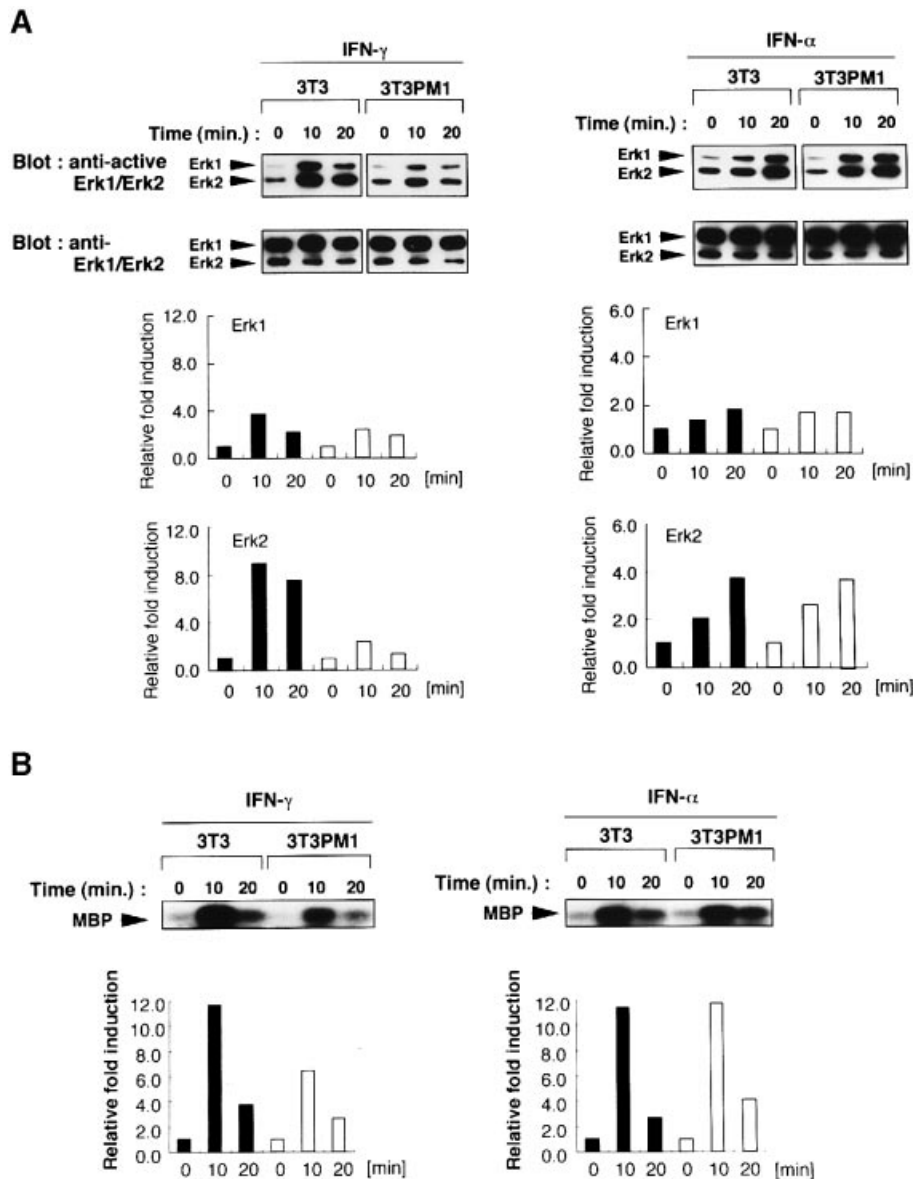 A
IFN-γ
3T3 3T3PM1
Time (min.) : 0 10 20 0 10 20
Blot : anti-active Erk1/Erk2
Erk1
Erk2
Blot : anti-Erk1/Erk2
Erk1
Erk2
IFN-α
3T3 3T3PM1
Time (min.) : 0 10 20 0 10 20
Erk1
Erk2
Erk1
Erk2
Relative fold induction
12.0
8.0
4.0
0.0
Erk1
0 10 20 0 10 20 [min]
Relative fold induction
6.0
4.0
2.0
0.0
Erk1
0 10 20 0 10 20 [min]
Relative fold induction
12.0
8.0
4.0
0.0
Erk2
0 10 20 0 10 20 [min]
Relative fold induction
6.0
4.0
2.0
0.0
Erk2
0 10 20 0 10 20 [min]
B
IFN-γ
3T3 3T3PM1
Time (min.) : 0 10 20 0 10 20
MBP
IFN-α
3T3 3T3PM1
Time (min.) : 0 10 20 0 10 20
MBP
Relative fold induction
12.0
10.0
8.0
6.0
4.0
2.0
0.0
0 10 20 0 10 20 [min]
Relative fold induction
12.0
10.0
8.0
6.0
4.0
2.0
0.0
0 10 20 0 10 20 [min]